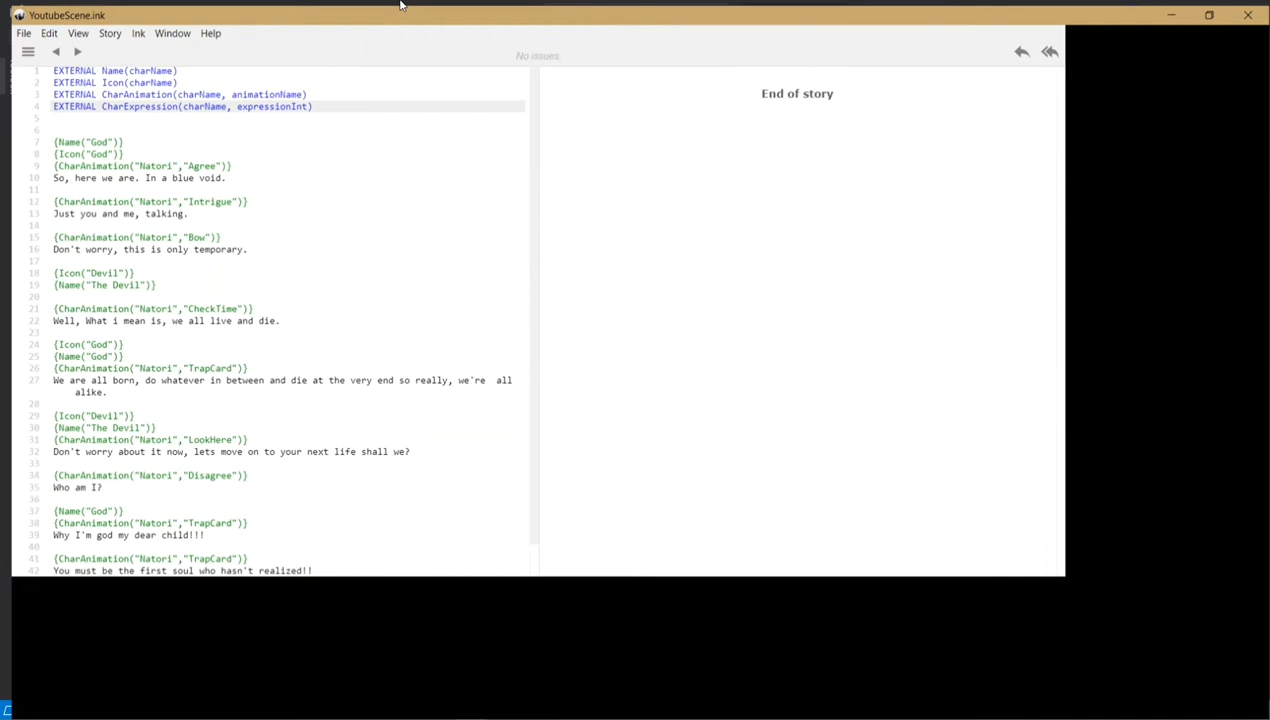 YoutubeScene.ink
File Edit View Story Ink Window Help
No issues.
1 EXTERNAL Name(charName)
2 EXTERNAL Icon(charName)
3 EXTERNAL CharAnimation(charName, animationName)
4 EXTERNAL CharExpression(charName, expressionInt)
5
6
7 {Name("God")}
8 {Icon("God")}
9 {CharAnimation("Natori","Agree")}
10 So, here we are. In a blue void.
11
12 {CharAnimation("Natori","Intrigue")}
13 Just you and me, talking.
14
15 {CharAnimation("Natori","Bow")}
16 Don't worry, this is only temporary.
17
18 {Icon("Devil")}
19 {Name("The Devil")}
20
21 {CharAnimation("Natori","CheckTime")}
22 Well, What i mean is, we all live and die.
23
24 {Icon("God")}
25 {Name("God")}
26 {CharAnimation("Natori","TrapCard")}
27 We are all born, do whatever in between and die at the very end so really, we're  all
alike.
28
29 {Icon("Devil")}
30 {Name("The Devil")}
31 {CharAnimation("Natori","LookHere")}
32 Don't worry about it now, lets move on to your next life shall we?
33
34 {CharAnimation("Natori","Disagree")}
35 Who am I?
36
37 {Name("God")}
38 {CharAnimation("Natori","TrapCard")}
39 Why I'm god my dear child!!!
40
41 {CharAnimation("Natori","TrapCard")}
42 You must be the first soul who hasn't realized!!
End of story